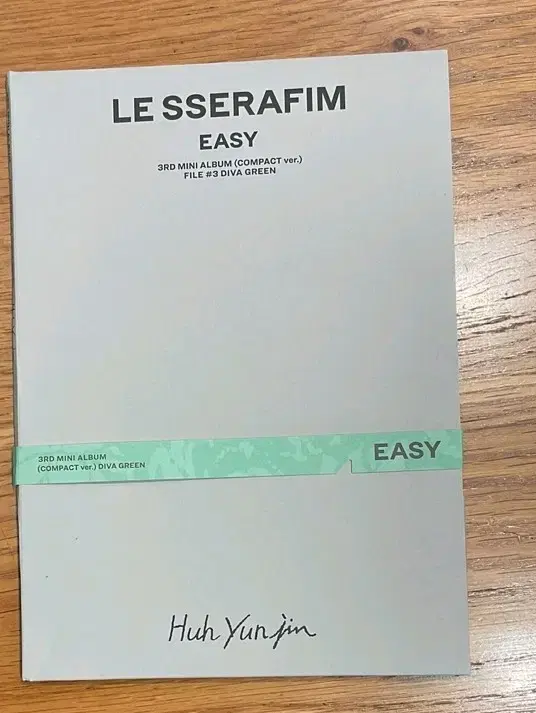 LE SSERAFIM
EASY
3RD MINI ALBUM (COMPACT ver.)
FILE #3 DIVA GREEN
3RD MINI ALBUM
(COMPACT ver.) DIVA GREEN
EASY
Huh Yunjin